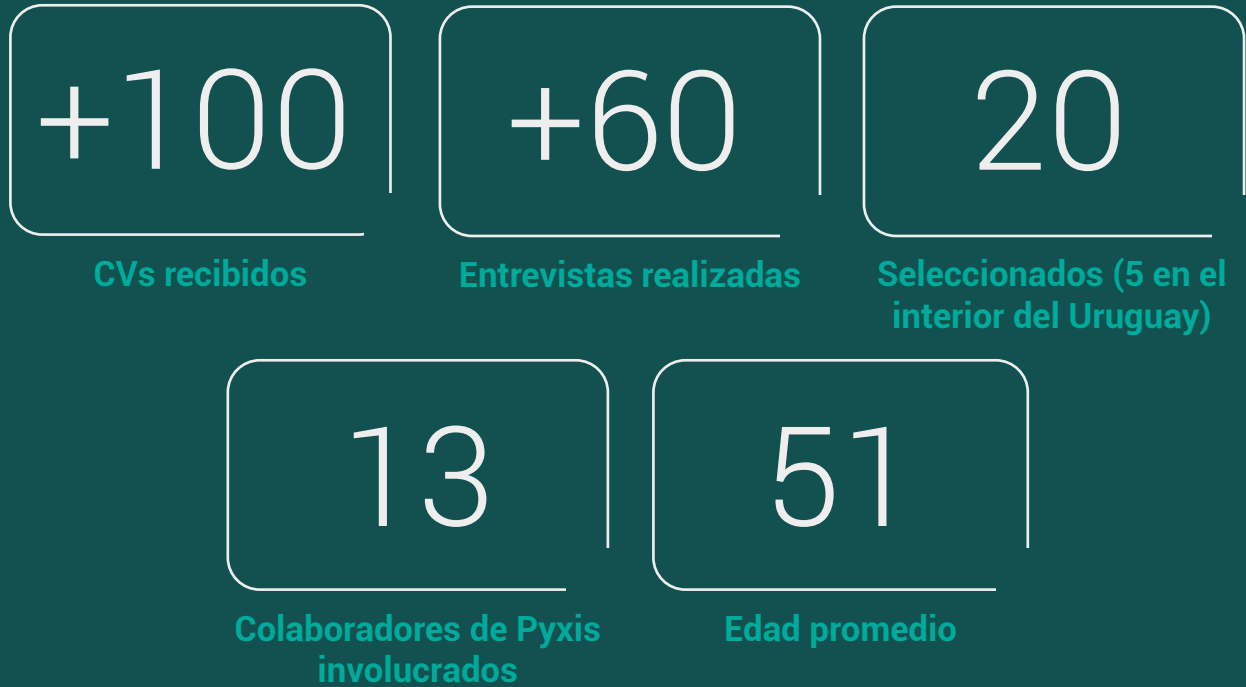 +100
CVs recibidos
+60
Entrevistas realizadas
20
Seleccionados (5 en el
interior del Uruguay)
13
Colaboradores de Pyxis
involucrados
51
Edad promedio